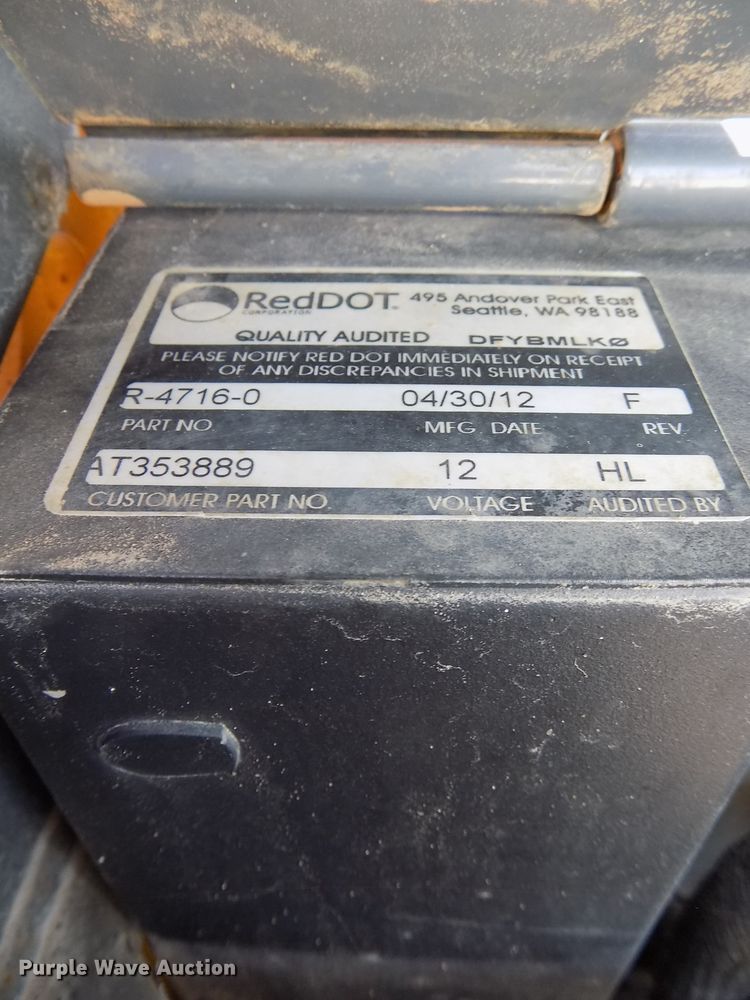 RedDOT 495 Andover Park East
CORPORATION Seattle, WA 98188
QUALITY AUDITED DFYBMLKØ
PLEASE NOTIFY RED DOT IMMEDIATELY ON RECEIPT
OF ANY DISCREPANCIES IN SHIPMENT
R-4716-0 04/30/12 F
PART NO MFG. DATE REV.
AT353889 12 HL
CUSTOMER PART NO. VOLTAGE AUDITED BY
Purple Wave Auction